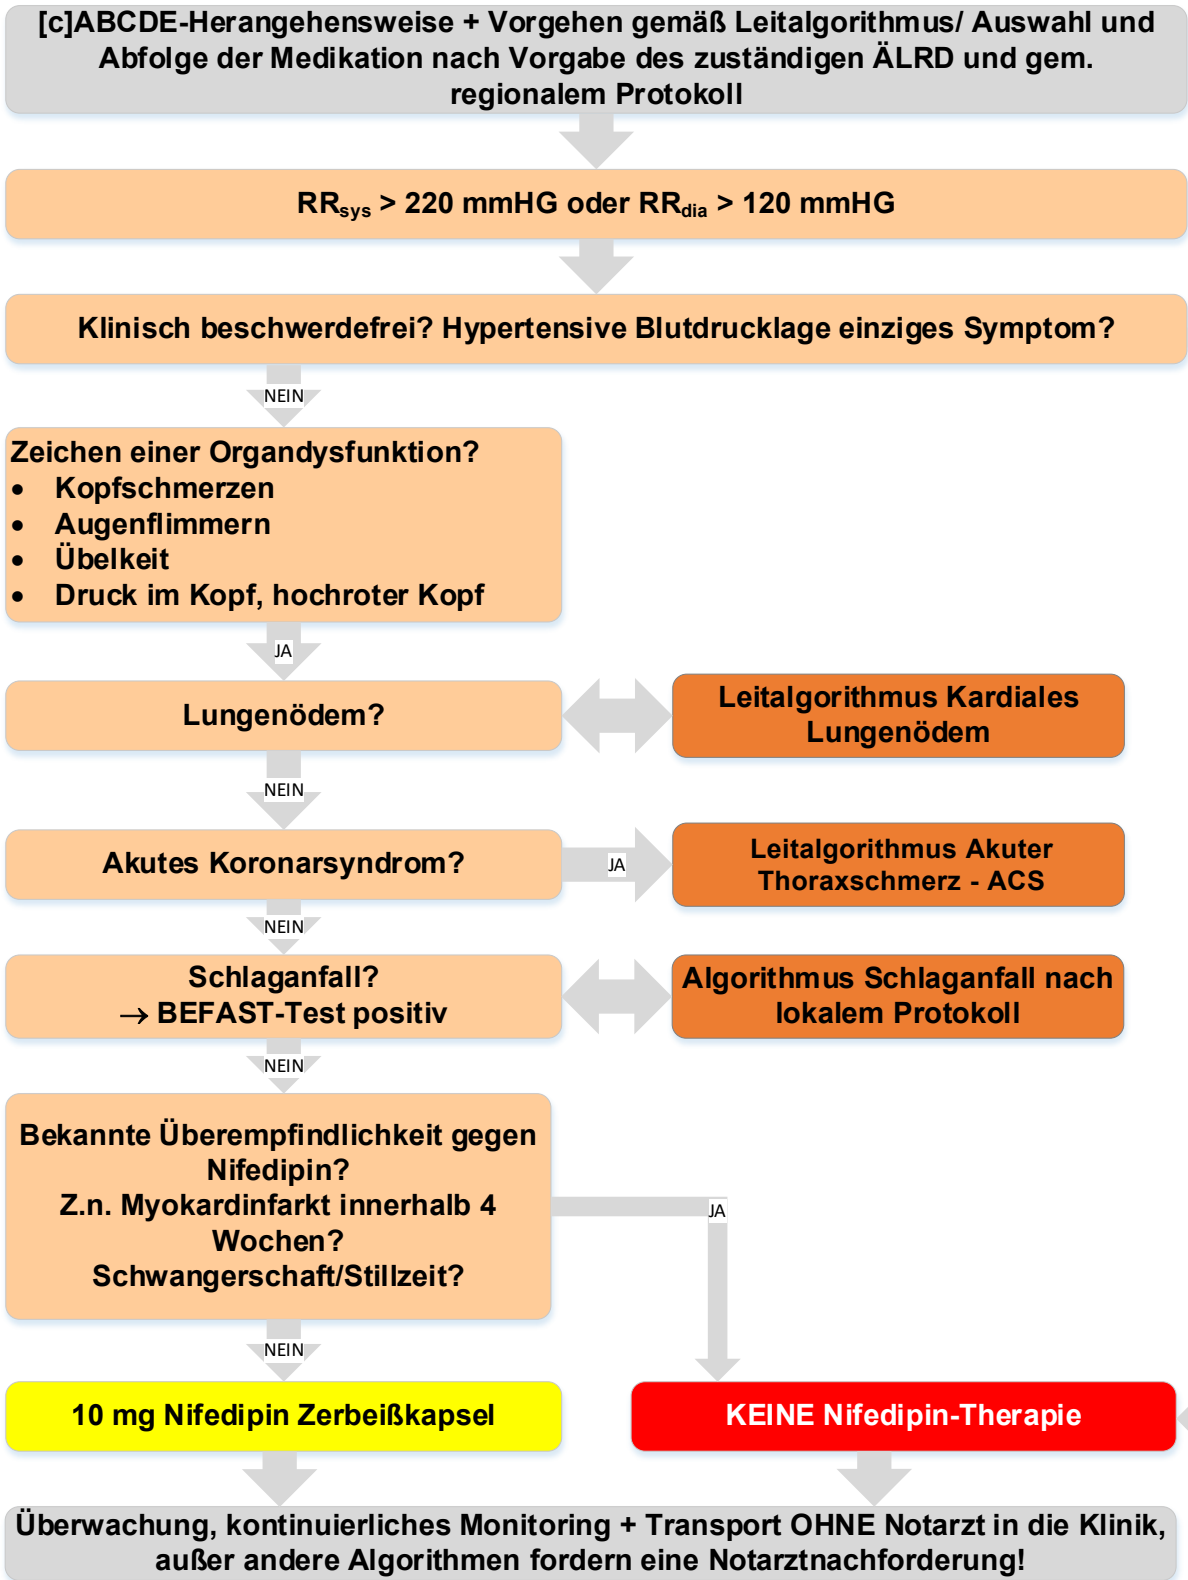 [c]ABCDE-Herangehensweise + Vorgehen gemäß Leitalgorithmus/ Auswahl und
Abfolge der Medikation nach Vorgabe des zuständigen ÄLRD und gem.
regionalem Protokoll
RRsys > 220 mmHG oder RRdia > 120 mmHG
Klinisch beschwerdefrei? Hypertensive Blutdrucklage einziges Symptom?
NEIN
Zeichen einer Organdysfunktion?
• Kopfschmerzen
• Augenflimmern
• Übelkeit
• Druck im Kopf, hochroter Kopf
JA
Lungenödem?
Leitalgorithmus Kardiales
Lungenödem
NEIN
Akutes Koronarsyndrom?
JA
Leitalgorithmus Akuter
Thoraxschmerz - ACS
NEIN
Schlaganfall?
→ BEFAST-Test positiv
Algorithmus Schlaganfall nach
lokalem Protokoll
NEIN
Bekannte Überempfindlichkeit gegen
Nifedipin?
Z.n. Myokardinfarkt innerhalb 4
Wochen?
Schwangerschaft/Stillzeit?
JA
NEIN
10 mg Nifedipin Zerbeißkapsel
KEINE Nifedipin-Therapie
Überwachung, kontinuierliches Monitoring + Transport OHNE Notarzt in die Klinik,
außer andere Algorithmen fordern eine Notarztnachforderung!